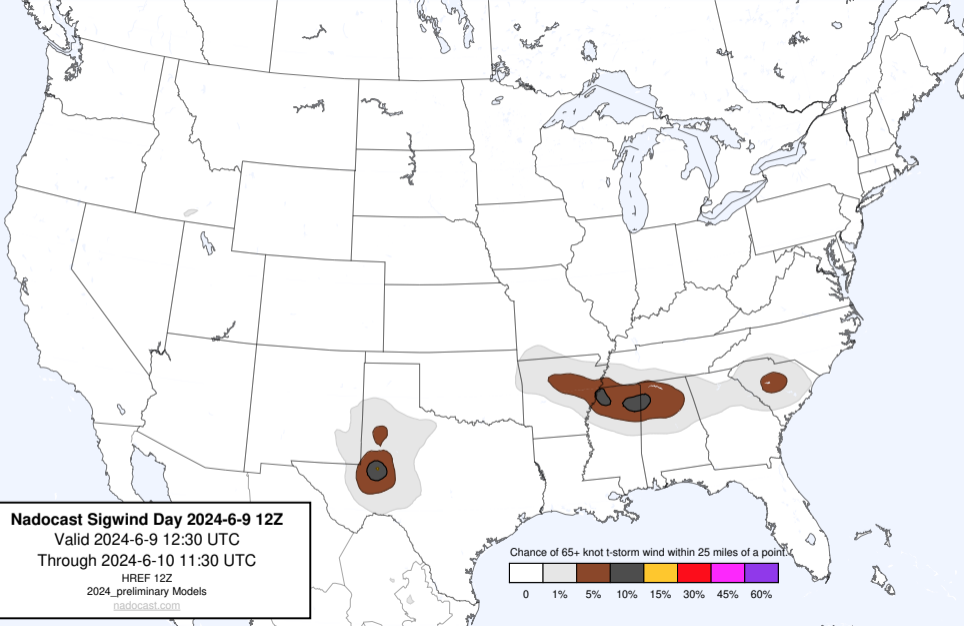 Nadocast Sigwind Day 2024-6-9 12Z
Valid 2024-6-9 12:30 UTC
Through 2024-6-10 11:30 UTC
HREF 12Z
2024_preliminary Models
nadocast.com
Chance of 65+ knot t-storm wind within 25 miles of a point.
0 1% 5% 10% 15% 30% 45% 60%